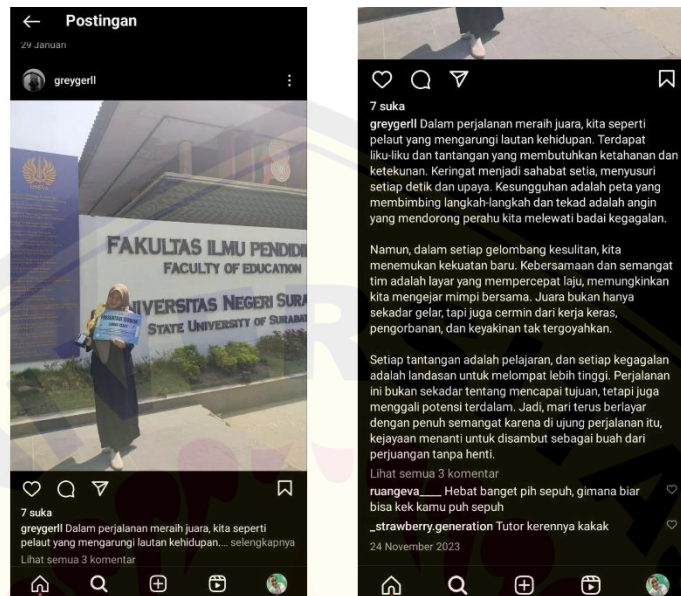 Postingan
29 Januari
greygerll
FAKULTAS ILMU PENDIDI
FACULTY OF EDUCATION
UNIVERSITAS NEGERI SURA
STATE UNIVERSITY OF SURABA
7 suka
greygerll Dalam perjalanan meraih juara, kita seperti
pelaut yang mengarungi lautan kehidupan.... selengkapnya
Lihat semua 3 komentar
7 suka
greygerll Dalam perjalanan meraih juara, kita seperti
pelaut yang mengarungi lautan kehidupan. Terdapat
liku-liku dan tantangan yang membutuhkan ketahanan dan
ketekunan. Keringat menjadi sahabat setia, menyusuri
setiap detik dan upaya. Kesungguhan adalah peta yang
membimbing langkah-langkah dan tekad adalah angin
yang mendorong perahu kita melewati badai kegagalan.
Namun, dalam setiap gelombang kesulitan, kita
menemukan kekuatan baru. Kebersamaan dan semangat
tim adalah layar yang mempercepat laju, memungkinkan
kita mengejar mimpi bersama. Juara bukan hanya
sekadar gelar, tapi juga cermin dari kerja keras,
pengorbanan, dan keyakinan tak tergoyahkan.
Setiap tantangan adalah pelajaran, dan setiap kegagalan
adalah landasan untuk melompat lebih tinggi. Perjalanan
ini bukan sekadar tentang mencapai tujuan, tetapi juga
menggali potensi terdalam. Jadi, mari terus berlayar
dengan penuh semangat karena di ujung perjalanan itu,
kejayaan menanti untuk disambut sebagai buah dari
perjuangan tanpa henti.
Lihat semua 3 komentar
ruangeva____ Hebat banget pih sepuh, gimana biar
bisa kek kamu puh sepuh
_strawberry.generation Tutor kerennya kakak
24 November 2023